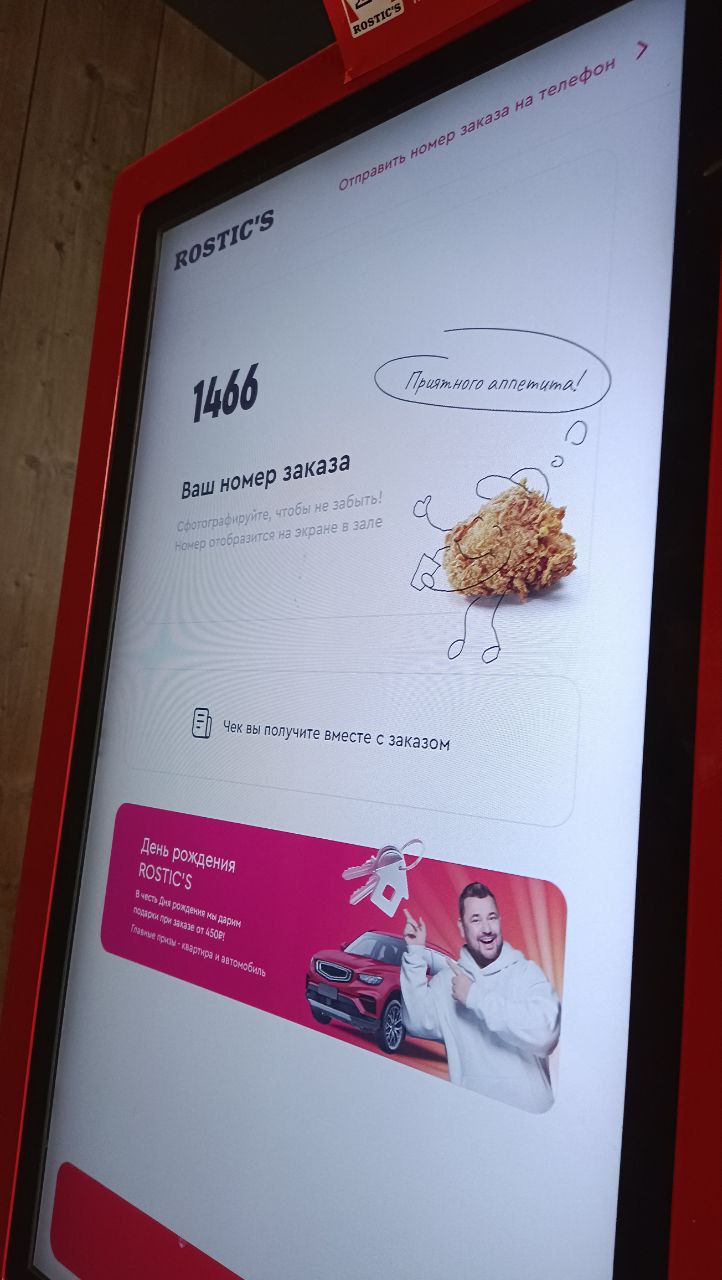 ROSTIC'S
Отправить номер заказа на телефон
ROSTIC'S
1466
Приятного аппетита!
Ваш номер заказа
Сфотографируйте, чтобы не забыть!
Номер отобразится на экране в зале
Чек вы получите вместе с заказом
День рождения
ROSTIC'S
В честь Дня рождения мы дарим
подарки при заказе от 450₽!
Главные призы - квартира и автомобиль